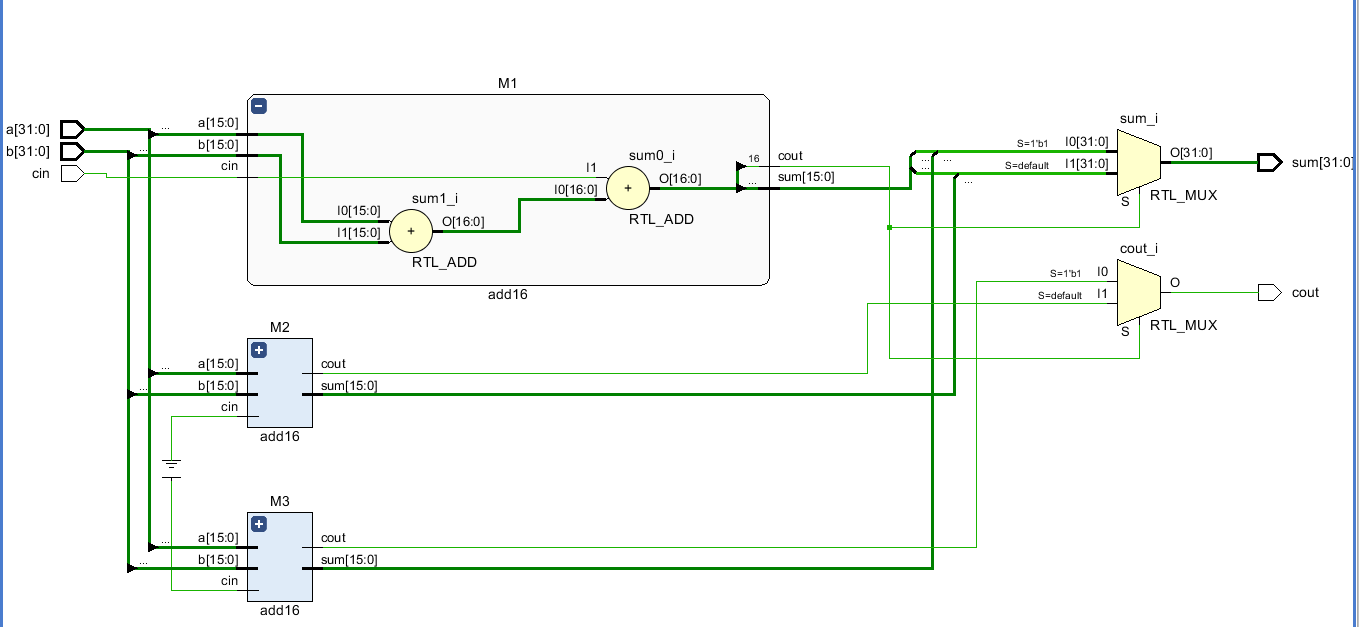 M1
a[31:0]
b[31:0]
cin
...
...
a[15:0]
b[15:0]
cin
I0[15:0]
I1[15:0]
sum1_i
+
O[16:0]
RTL_ADD
I1
I0[16:0]
sum0_i
+
O[16:0]
RTL_ADD
16
...
cout
sum[15:0]
add16
...
...
...
sum_i
S=1'b1
I0[31:0]
S=default
I1[31:0]
S
O[31:0]
RTL_MUX
sum[31:0]
cout_i
S=1'b1
I0
S=default
I1
S
O
RTL_MUX
cout
M2
...
...
a[15:0]
b[15:0]
cin
cout
sum[15:0]
add16
M3
...
...
a[15:0]
b[15:0]
cin
cout
sum[15:0]
add16